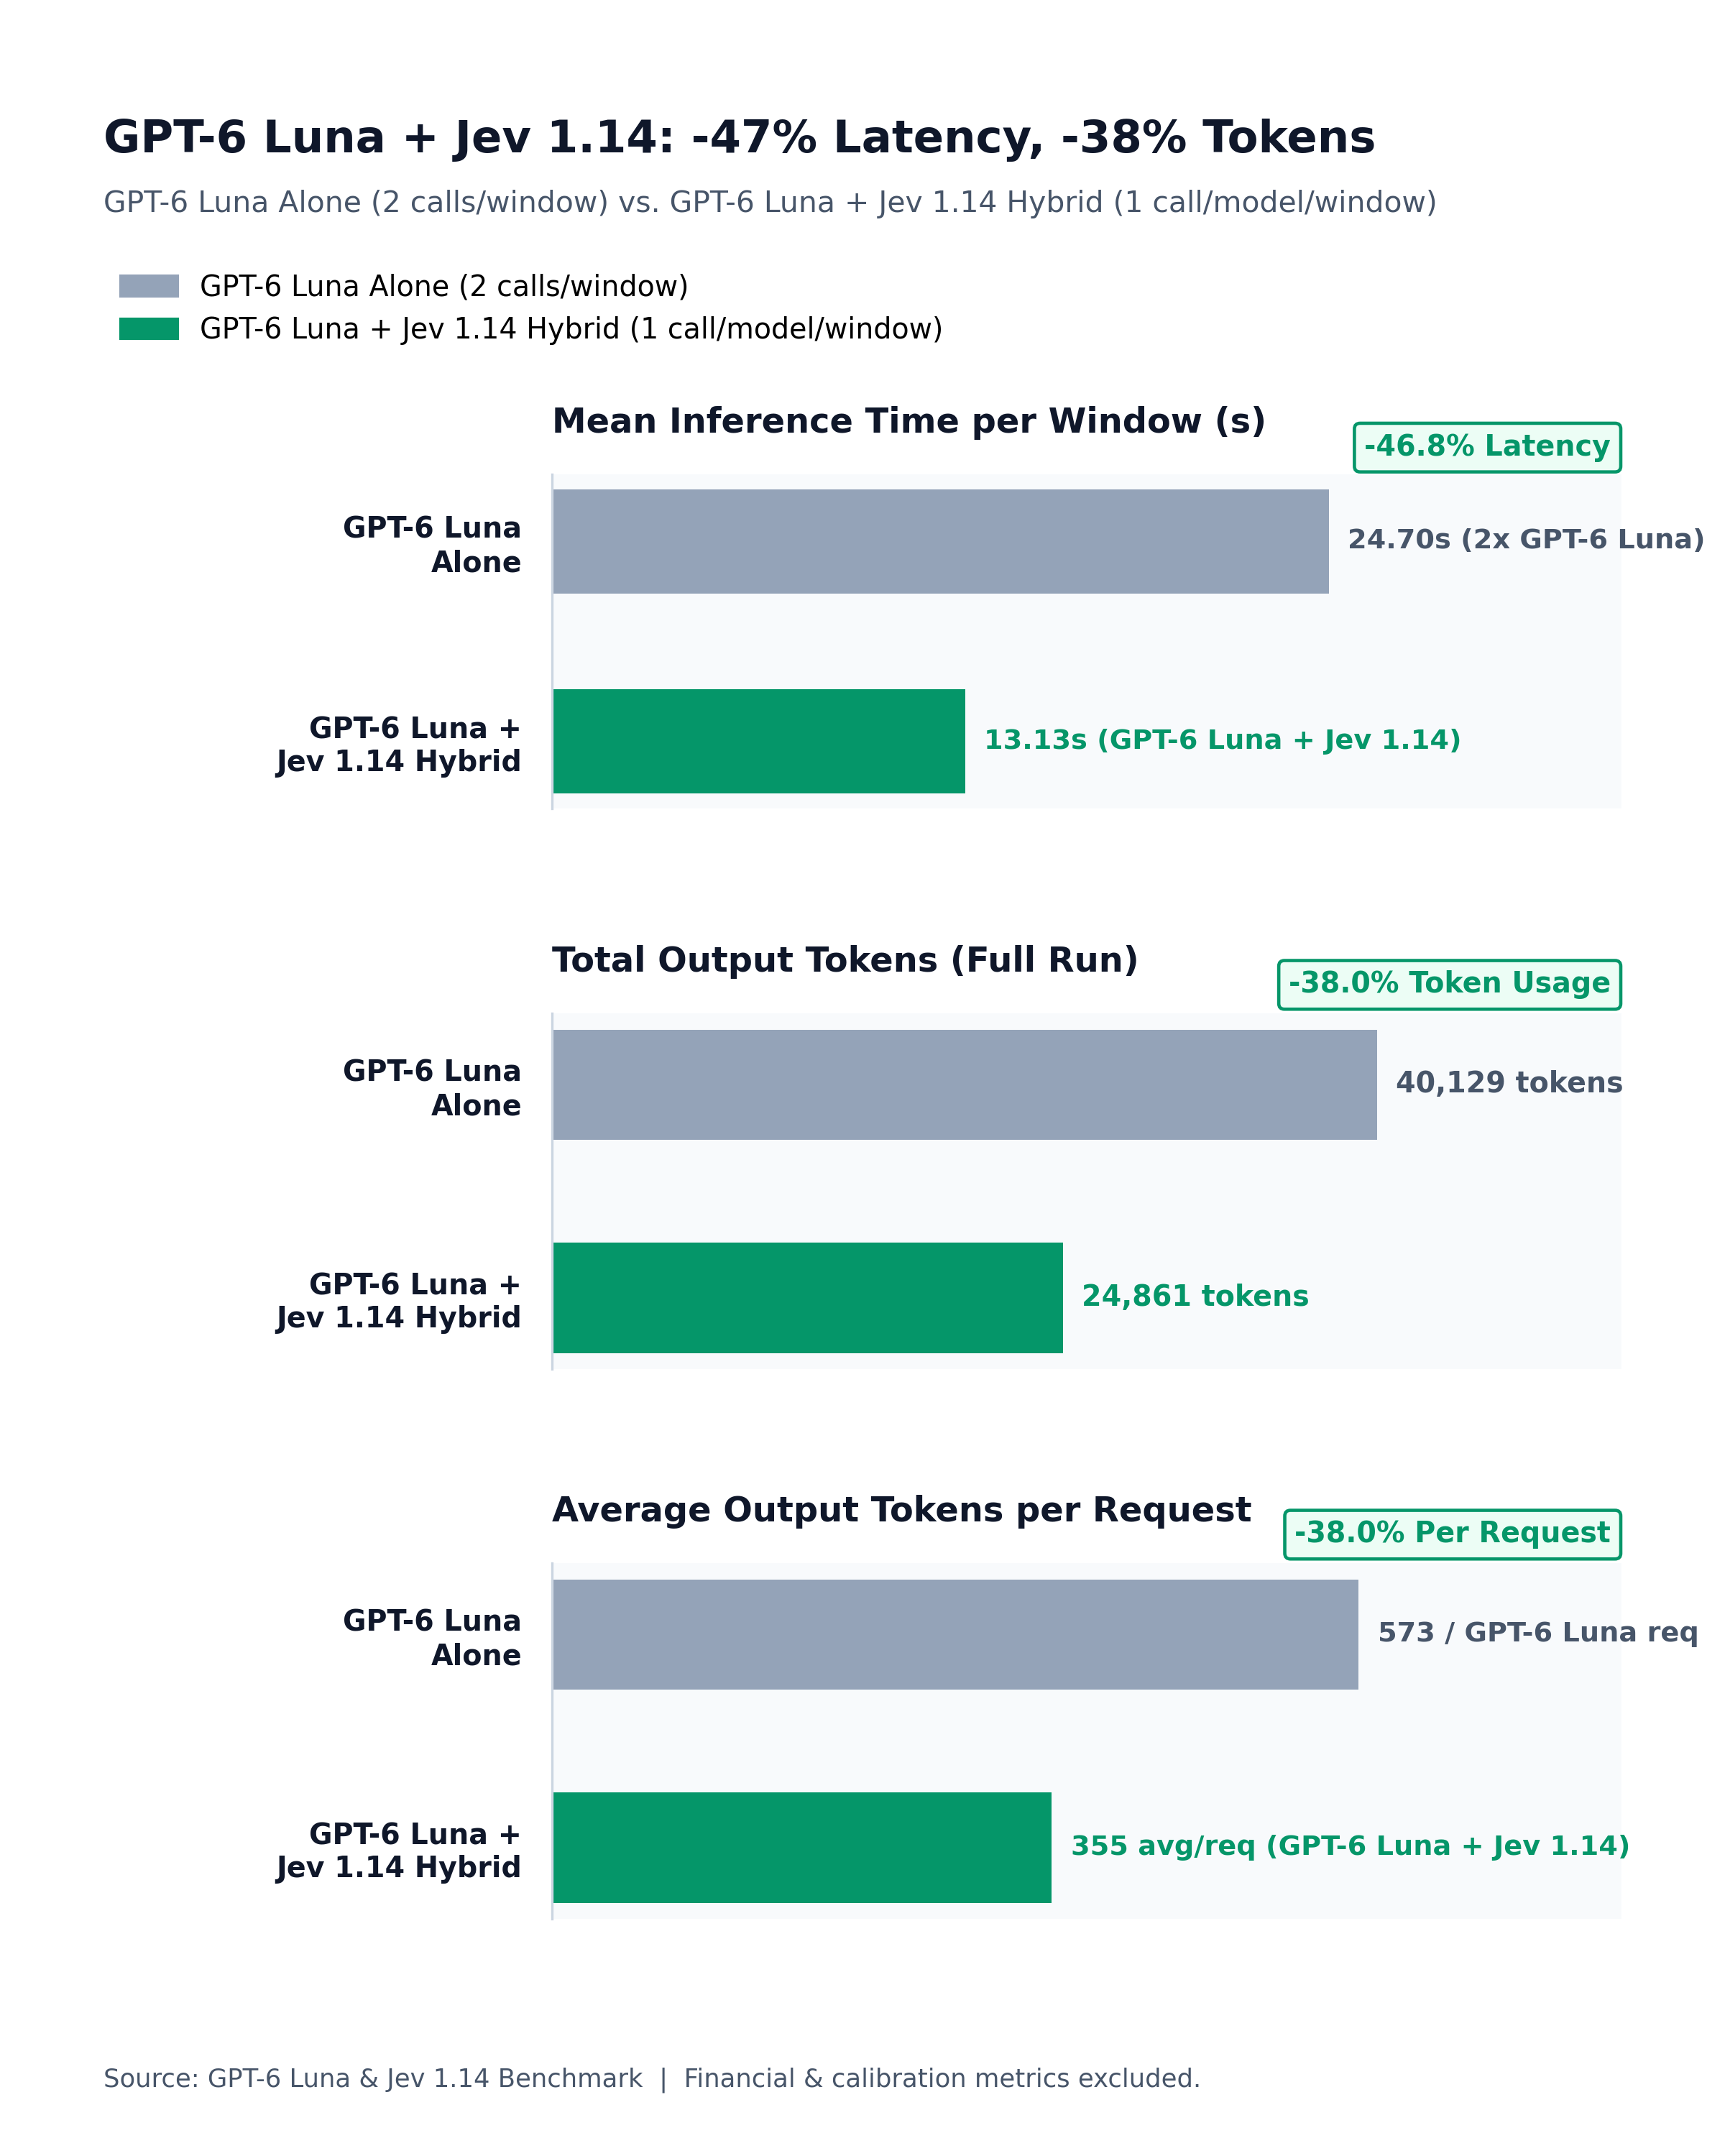 GPT-6 Luna + Jev 1.14: -47% Latency, -38% Tokens
GPT-6 Luna Alone (2 calls/window) vs. GPT-6 Luna + Jev 1.14 Hybrid (1 call/model/window)
GPT-6 Luna Alone (2 calls/window)
GPT-6 Luna + Jev 1.14 Hybrid (1 call/model/window)
Mean Inference Time per Window (s)
-46.8% Latency
GPT-6 Luna
Alone
24.70s (2x GPT-6 Luna)
GPT-6 Luna +
Jev 1.14 Hybrid
13.13s (GPT-6 Luna + Jev 1.14)
Total Output Tokens (Full Run)
-38.0% Token Usage
GPT-6 Luna
Alone
40,129 tokens
GPT-6 Luna +
Jev 1.14 Hybrid
24,861 tokens
Average Output Tokens per Request
-38.0% Per Request
GPT-6 Luna
Alone
573 / GPT-6 Luna req
GPT-6 Luna +
Jev 1.14 Hybrid
355 avg/req (GPT-6 Luna + Jev 1.14)
Source: GPT-6 Luna & Jev 1.14 Benchmark | Financial & calibration metrics excluded.